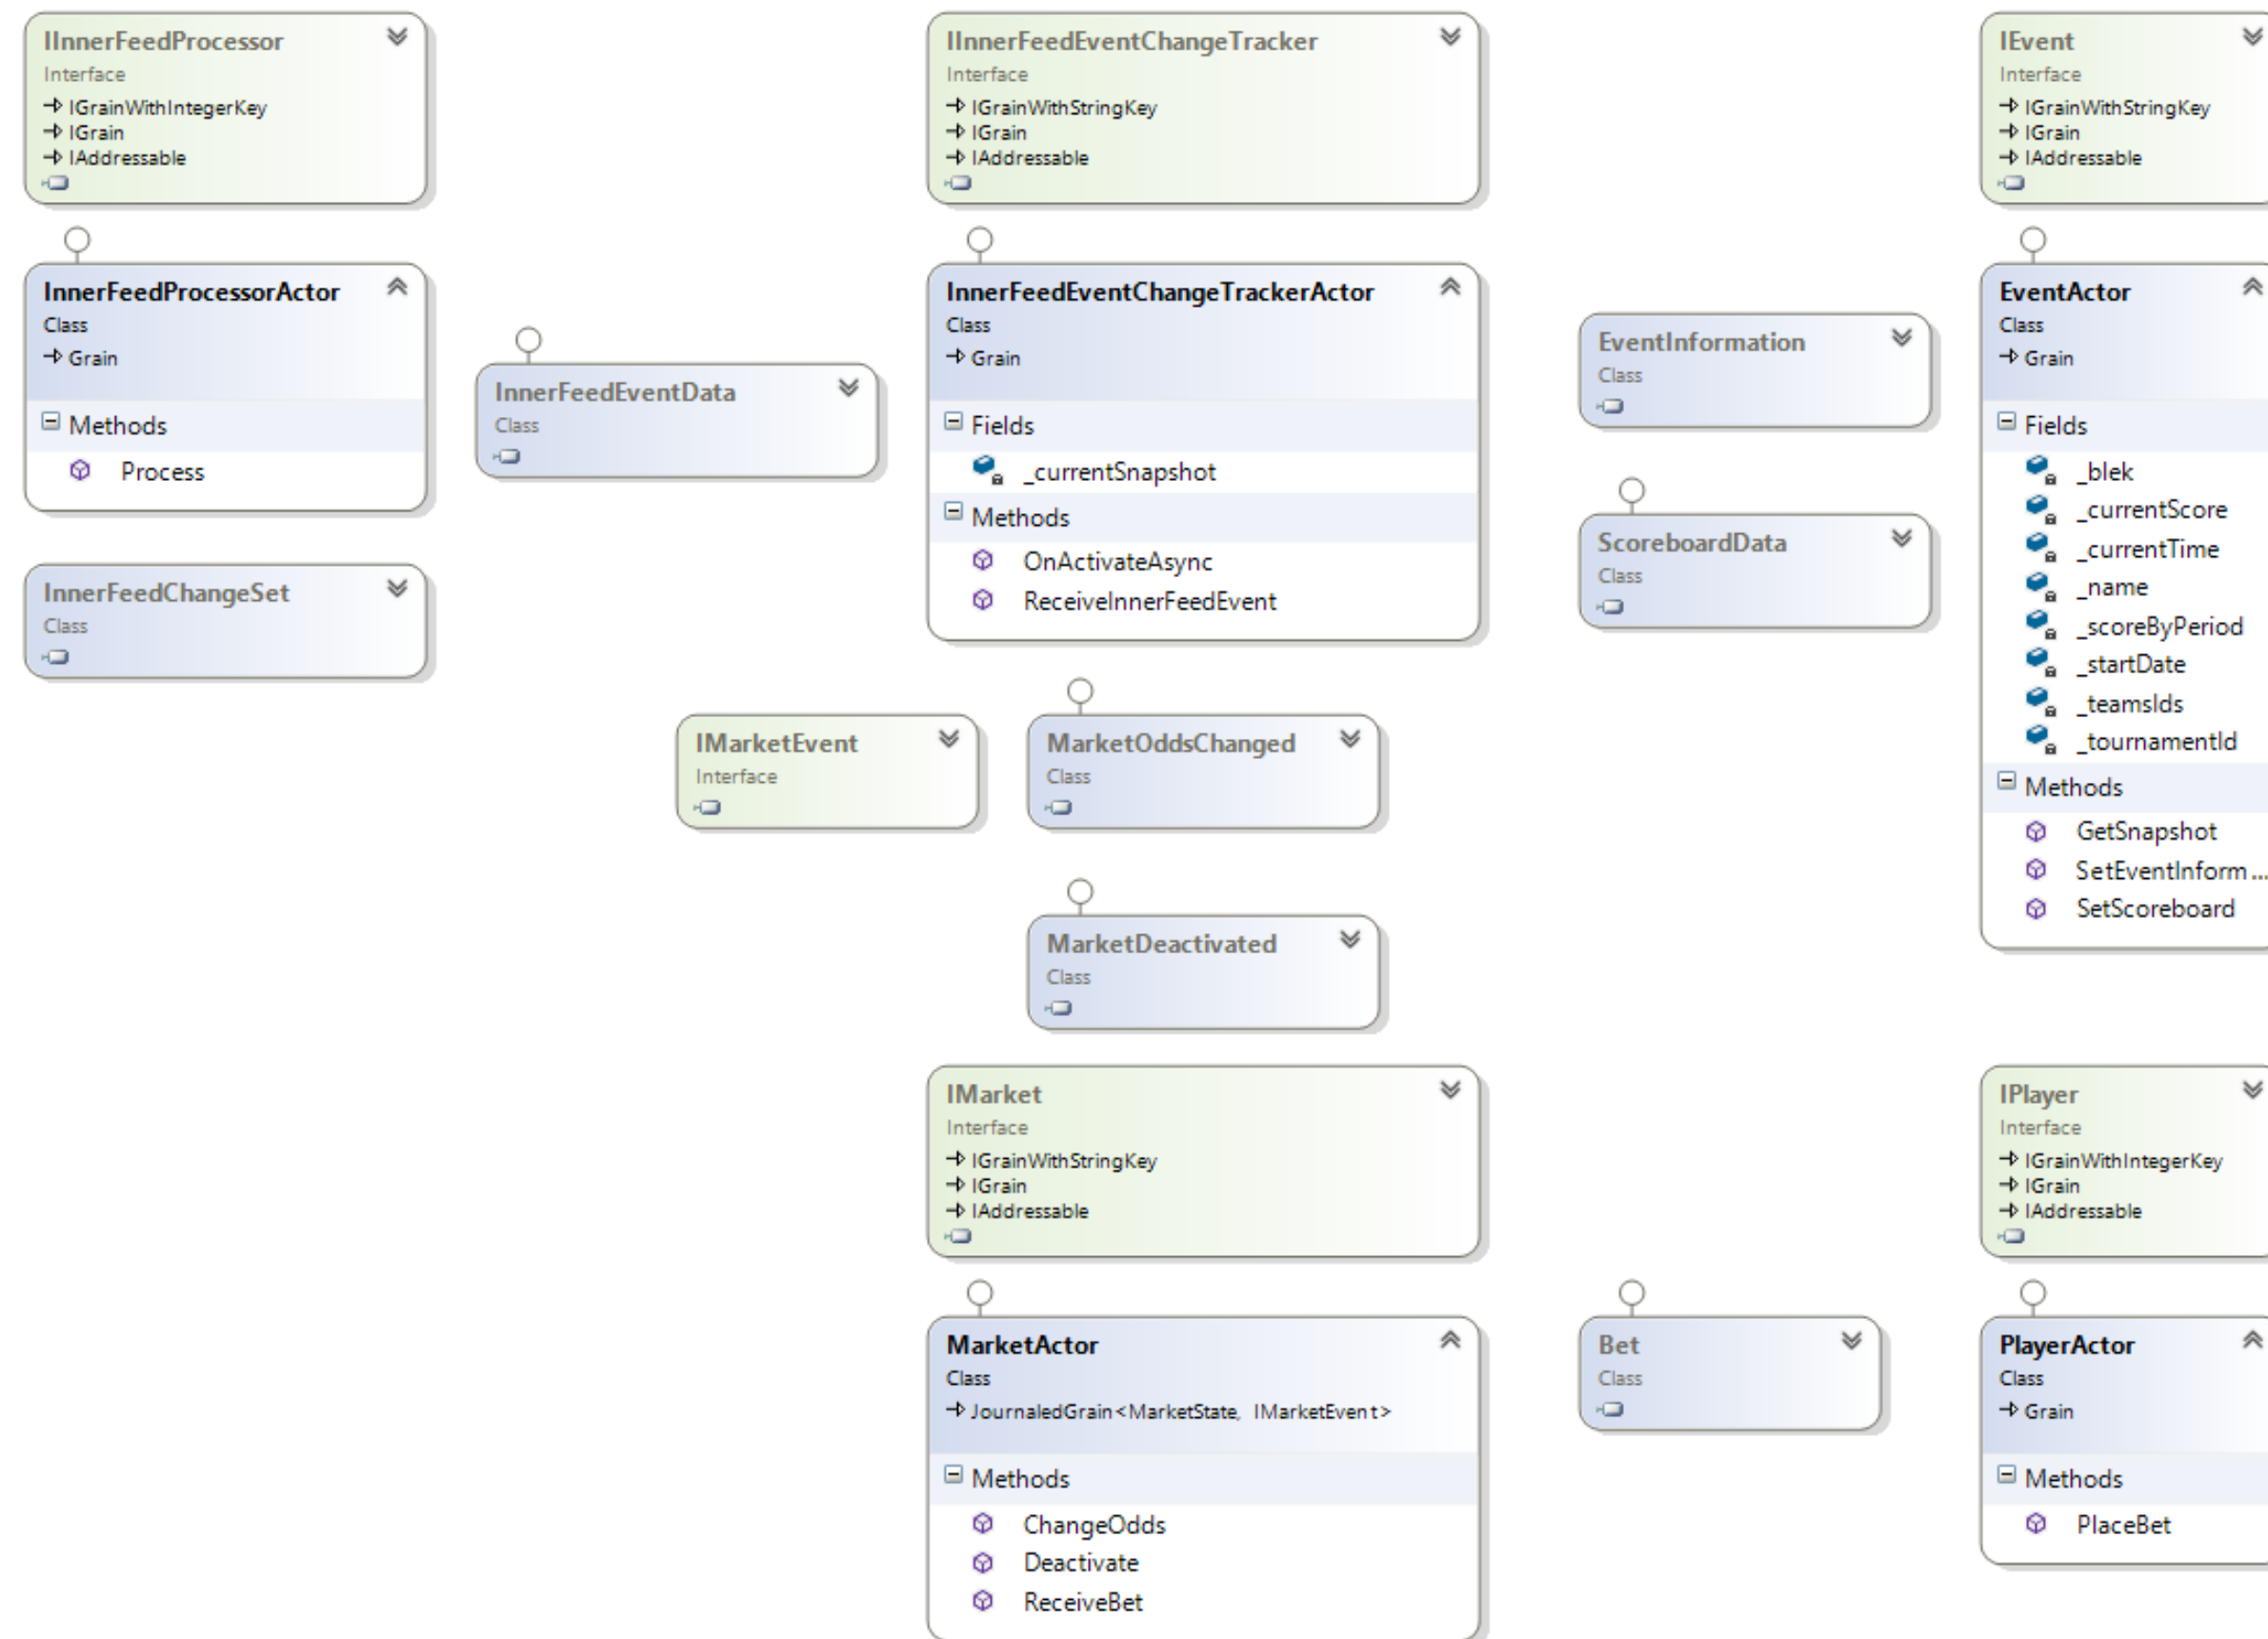 IInnerFeedProcessor
Interface
IGrainWithIntegerKey
IGrain
IAddressable
IInnerFeedEventChangeTracker
Interface
IGrainWithStringKey
IGrain
IAddressable
IEvent
Interface
IGrainWithStringKey
IGrain
IAddressable
InnerFeedProcessorActor
Class
Grain
Methods
Process
InnerFeedEventData
Class
InnerFeedEventChangeTrackerActor
Class
Grain
Fields
_currentSnapshot
Methods
OnActivateAsync
ReceiveInnerFeedEvent
EventInformation
Class
ScoreboardData
Class
EventActor
Class
Grain
Fields
_blek
_currentScore
_currentTime
_name
_scoreByPeriod
_startDate
_teamsIds
_tournamentId
Methods
GetSnapshot
SetEventInform...
SetScoreboard
InnerFeedChangeSet
Class
IMarketEvent
Interface
MarketOddsChanged
Class
MarketDeactivated
Class
IMarket
Interface
IGrainWithStringKey
IGrain
IAddressable
IPlayer
Interface
IGrainWithIntegerKey
IGrain
IAddressable
MarketActor
Class
JournaledGrain<MarketState, IMarketEvent>
Methods
ChangeOdds
Deactivate
ReceiveBet
Bet
Class
PlayerActor
Class
Grain
Methods
PlaceBet